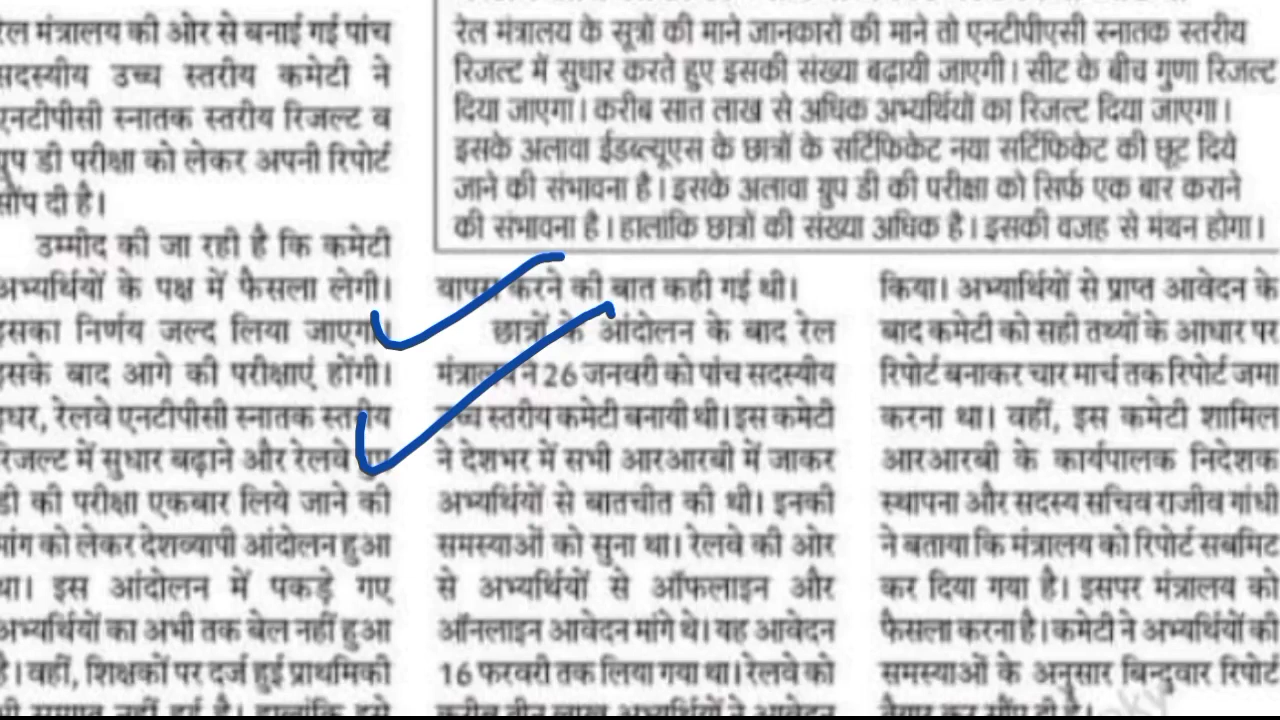 रेल मंत्रालय की ओर से बनाई गई पांच
सदस्यीय उच्च स्तरीय कमेटी ने
एनटीपीसी स्नातक स्तरीय रिजल्ट व
ग्रुप डी परीक्षा को लेकर अपनी रिपोर्ट
सौंप दी है।
उम्मीद की जा रही है कि कमेटी
अभ्यर्थियों के पक्ष में फैसला लेगी।
इसका निर्णय जल्द लिया जाएगा
इसके बाद आगे की परीक्षाएं होंगी।
इधर, रेलवे एनटीपीसी स्नातक स्तरीय
रिजल्ट में सुधार बढ़ाने और रेलवे
डी की परीक्षा एकबार लिये जाने की
मांग को लेकर देशव्यापी आंदोलन हुआ
था। इस आंदोलन में पकड़े गए
अभ्यर्थियों का अभी तक बेल नहीं हुआ
है। वहीं, शिक्षकों पर दर्ज हुई प्राथमिकी
रेल मंत्रालय के सूत्रों की माने जानकारों की माने तो एनटीपीएसी स्नातक स्तरीय
रिजल्ट में सुधार करते हुए इसकी संख्या बढ़ायी जाएगी। सीट के बीच गुणा रिजल्ट
दिया जाएगा। करीब सात लाख से अधिक अभ्यर्थियों का रिजल्ट दिया जाएगा।
इसके अलावा ईडब्ल्यूएस के छात्रों के सर्टिफिकेट नया सर्टिफिकेट की छूट दिये
जाने की संभावना है। इसके अलावा ग्रुप डी की परीक्षा को सिर्फ एक बार कराने
की संभावना है। हालांकि छात्रों की संख्या अधिक है। इसकी वजह से मंथन होगा।
वापस करने की बात कही गई थी।
छात्रों के आंदोलन के बाद रेल
मंत्रालय ने 26 जनवरी को पांच सदस्यीय
उच्च स्तरीय कमेटी बनायी थी। इस कमेटी
ने देशभर में सभी आरआरबी में जाकर
अभ्यर्थियों से बातचीत की थी। इनकी
समस्याओं को सुना था। रेलवे की ओर
से अभ्यर्थियों से ऑफलाइन और
ऑनलाइन आवेदन मांगे थे। यह आवेदन
16 फरवरी तक लिया गया था। रेलवे को
करीब तीन लाख अभ्यर्थियों ने आवेदन
किया। अभ्यर्थियों से प्राप्त आवेदन के
बाद कमेटी को सही तथ्यों के आधार पर
रिपोर्ट बनाकर चार मार्च तक रिपोर्ट जमा
करना था। वहीं, इस कमेटी शामिल
आरआरबी के कार्यपालक निदेशक
स्थापना और सदस्य सचिव राजीव गांधी
ने बताया कि मंत्रालय को रिपोर्ट सबमिट
कर दिया गया है। इसपर मंत्रालय को
फैसला करना है। कमेटी ने अभ्यर्थियों की
समस्याओं के अनुसार बिन्दुवार रिपोर्ट
तैयार कर सौंप दी है।